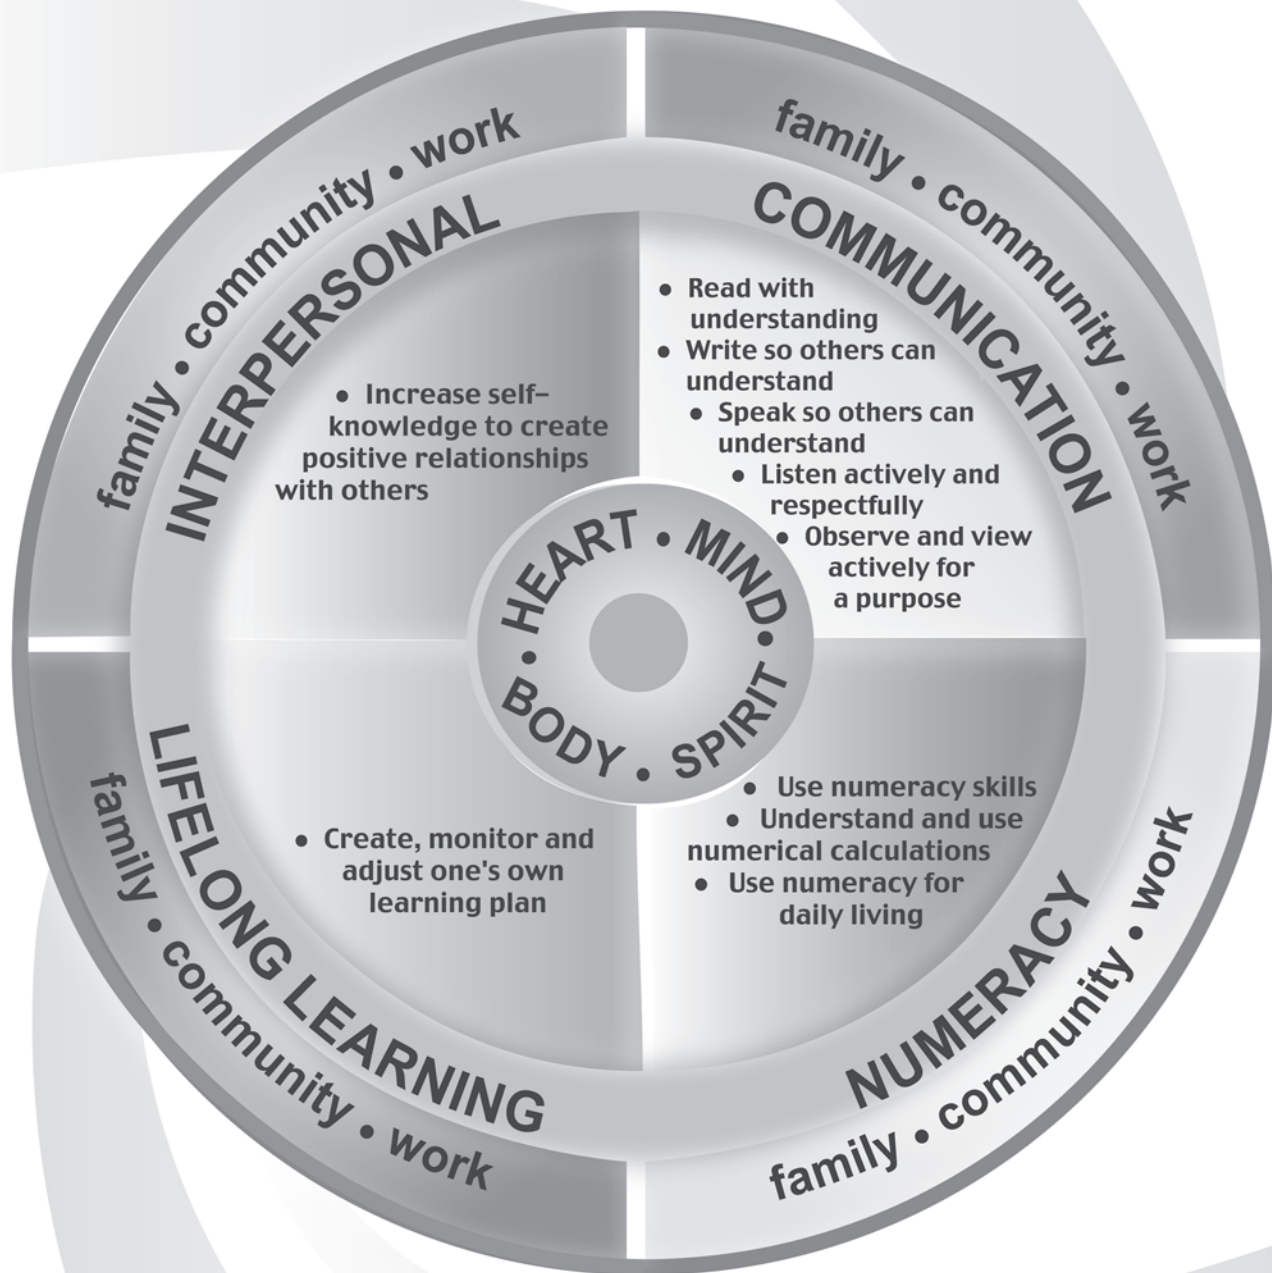 family • community • work
INTERPERSONAL
• Increase self–
knowledge to create
positive relationships
with others
family • community • work
COMMUNICATION
• Read with
understanding
• Write so others can
understand
• Speak so others can
understand
• Listen actively and
respectfully
• Observe and view
actively for
a purpose
• HEART • MIND •
BODY • SPIRIT
family • community • work
LIFELONG LEARNING
• Create, monitor and
adjust one's own
learning plan
• Use numeracy skills
• Understand and use
numerical calculations
• Use numeracy for
daily living
NUMERACY
family • community • work